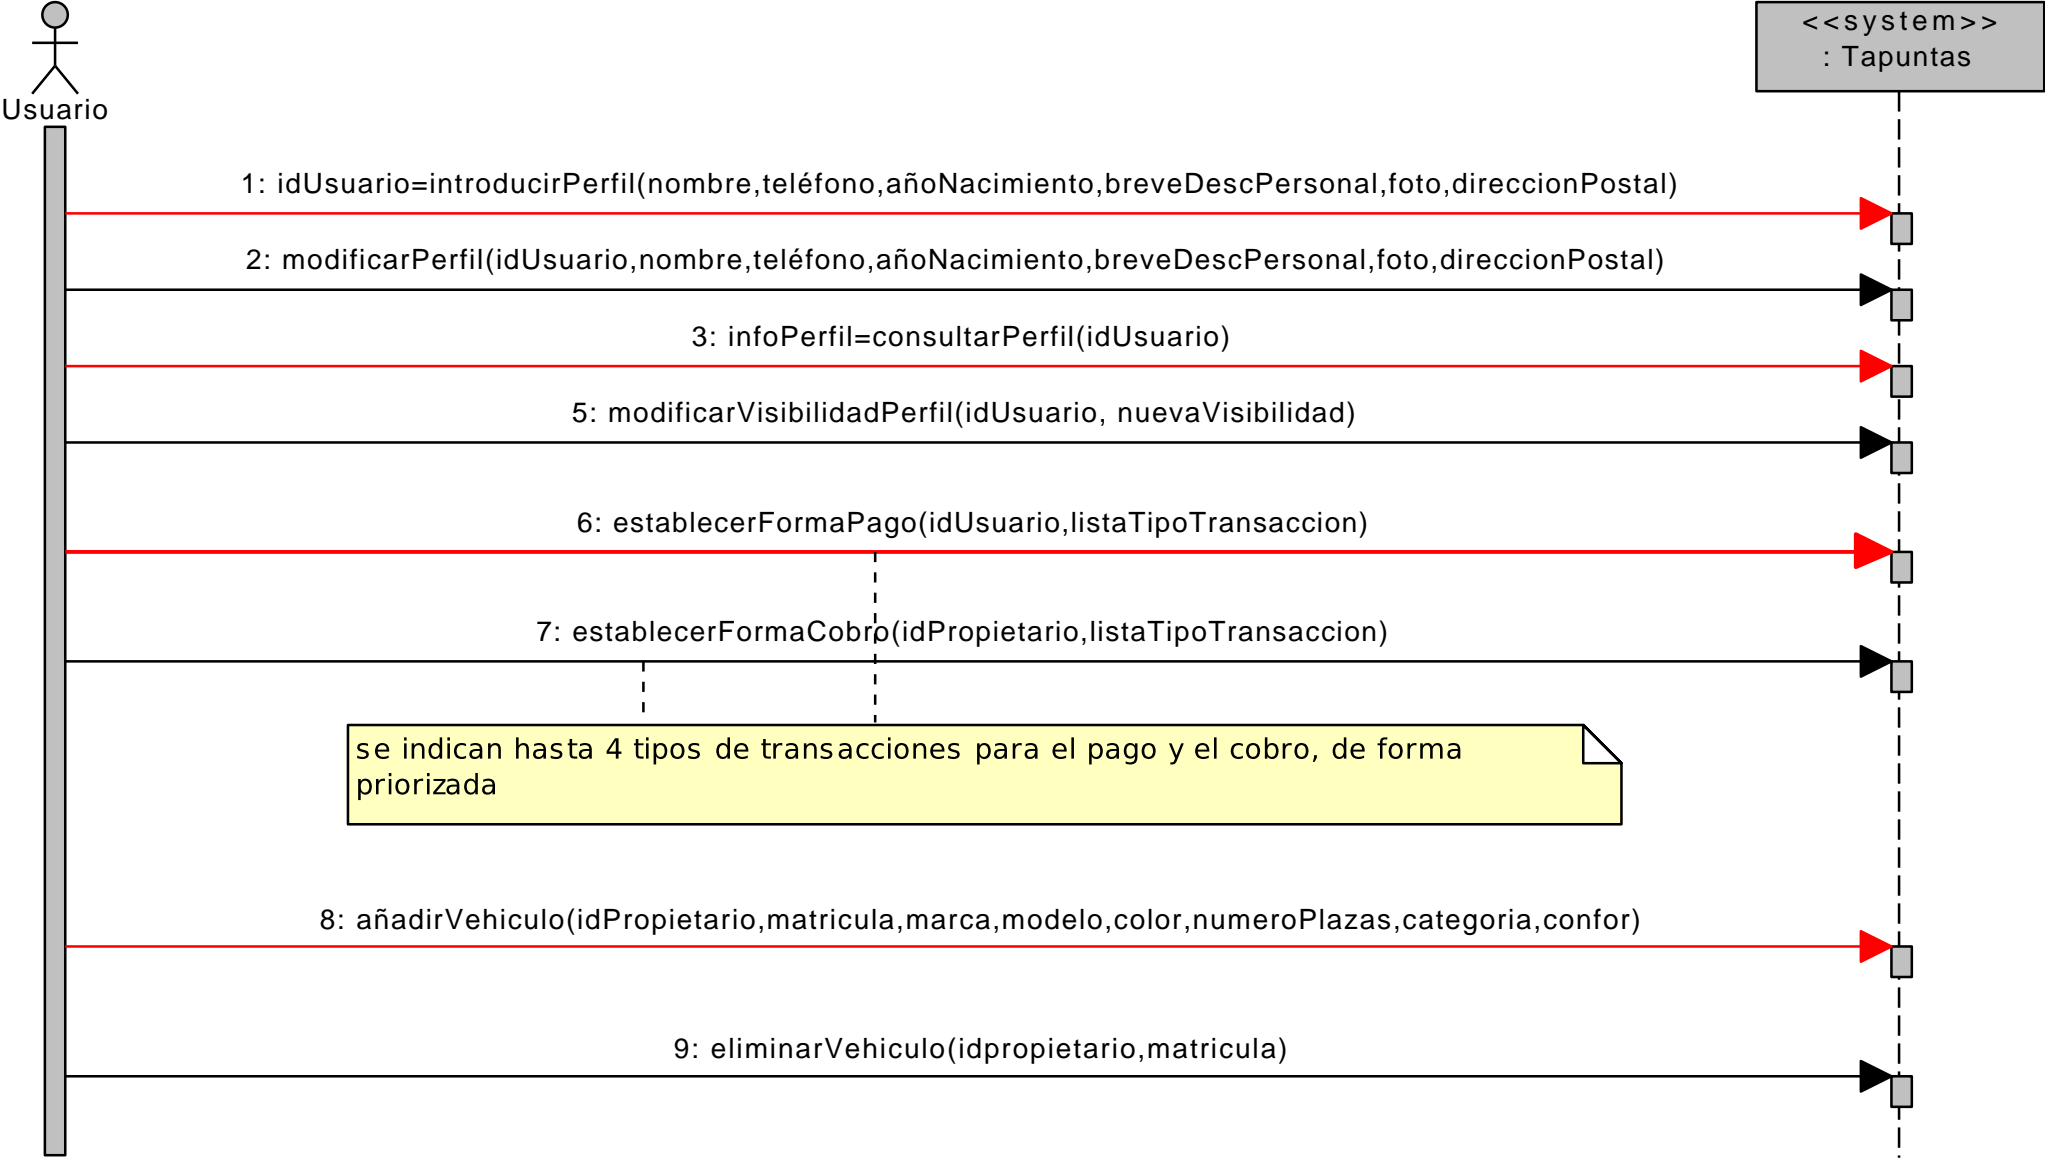 <<system>>
: Tapuntas
Usuario
1: idUsuario=introducirPerfil(nombre,teléfono,añoNacimiento,breveDescPersonal,foto,direccionPostal)
2: modificarPerfil(idUsuario,nombre,teléfono,añoNacimiento,breveDescPersonal,foto,direccionPostal)
3: infoPerfil=consultarPerfil(idUsuario)
5: modificarVisibilidadPerfil(idUsuario, nuevaVisibilidad)
6: establecerFormaPago(idUsuario,listaTipoTransaccion)
7: establecerFormaCobro(idPropietario,listaTipoTransaccion)
se indican hasta 4 tipos de transacciones para el pago y el cobro, de forma
priorizada
8: añadirVehiculo(idPropietario,matricula,marca,modelo,color,numeroPlazas,categoria,confor)
9: eliminarVehiculo(idpropietario,matricula)